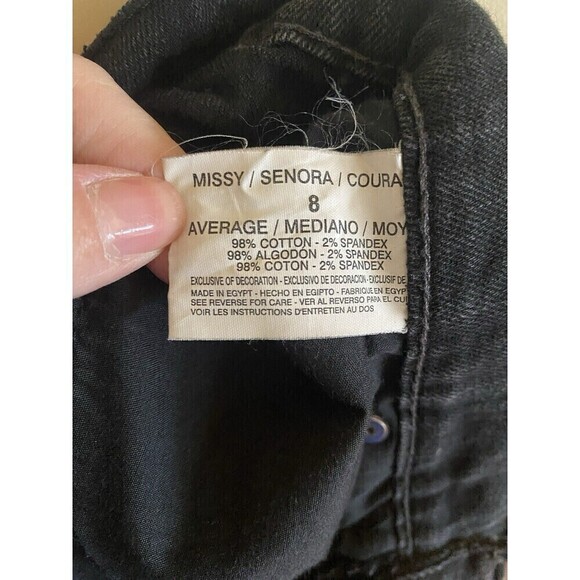 MISSY / SENORA / COURA
8
AVERAGE / MEDIANO / MOY
98% COTTON - 2% SPANDEX
98% ALGODON - 2% SPANDEX
98% COTON - 2% SPANDEX
EXCLUSIVE OF DECORATION - EXCLUSIVO DE DECORACION - EXCLUSIF DE
MADE IN EGYPT - HECHO EN EGIPTO - FABRIQUE EN EGYP
SEE REVERSE FOR CARE - VER AL REVERSO PARA EL CUI
VOIR LES INSTRUCTIONS D'ENTRETIEN AU DOS